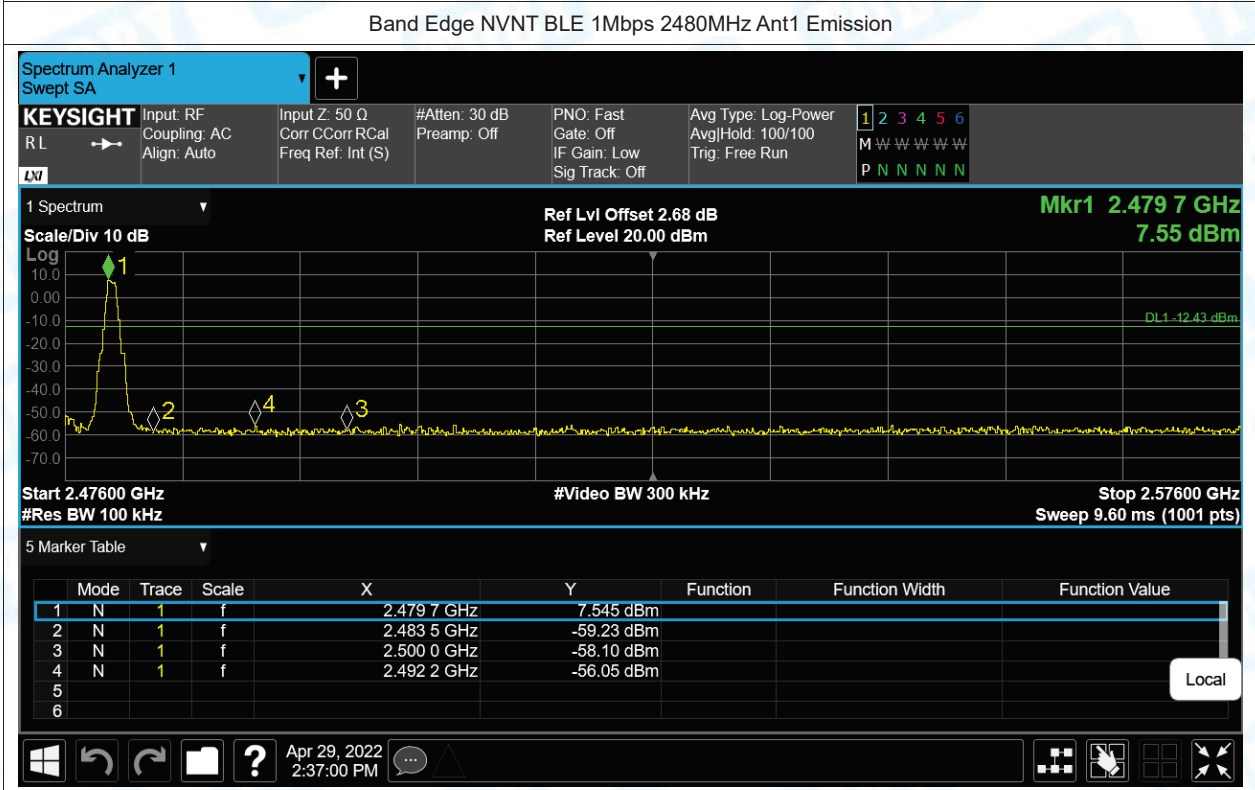 Band Edge NVNT BLE 1Mbps 2480MHz Ant1 Emission
Spectrum Analyzer 1
Swept SA
KEYSIGHT
R L
LXI
Input: RF
Coupling: AC
Align: Auto
Input Z: 50 Ω
Corr CCorr RCal
Freq Ref: Int (S)
#Atten: 30 dB
Preamp: Off
PNO: Fast
Gate: Off
IF Gain: Low
Sig Track: Off
Avg Type: Log-Power
Avg|Hold: 100/100
Trig: Free Run
1 2 3 4 5 6
M W W W W W
P N N N N N
1 Spectrum
Scale/Div 10 dB
Ref Lvl Offset 2.68 dB
Ref Level 20.00 dBm
Mkr1 2.479 7 GHz
7.55 dBm
Log
10.0
0.00
-10.0
-20.0
-30.0
-40.0
-50.0
-60.0
-70.0
1
DL1 -12.43 dBm
2
4
3
Start 2.47600 GHz
#Res BW 100 kHz
#Video BW 300 kHz
Stop 2.57600 GHz
Sweep 9.60 ms (1001 pts)
5 Marker Table
Mode Trace Scale X Y Function Function Width Function Value
1 N 1 f 2.479 7 GHz 7.545 dBm
2 N 1 f 2.483 5 GHz -59.23 dBm
3 N 1 f 2.500 0 GHz -58.10 dBm
4 N 1 f 2.492 2 GHz -56.05 dBm
5
6
Local
?
Apr 29, 2022
2:37:00 PM